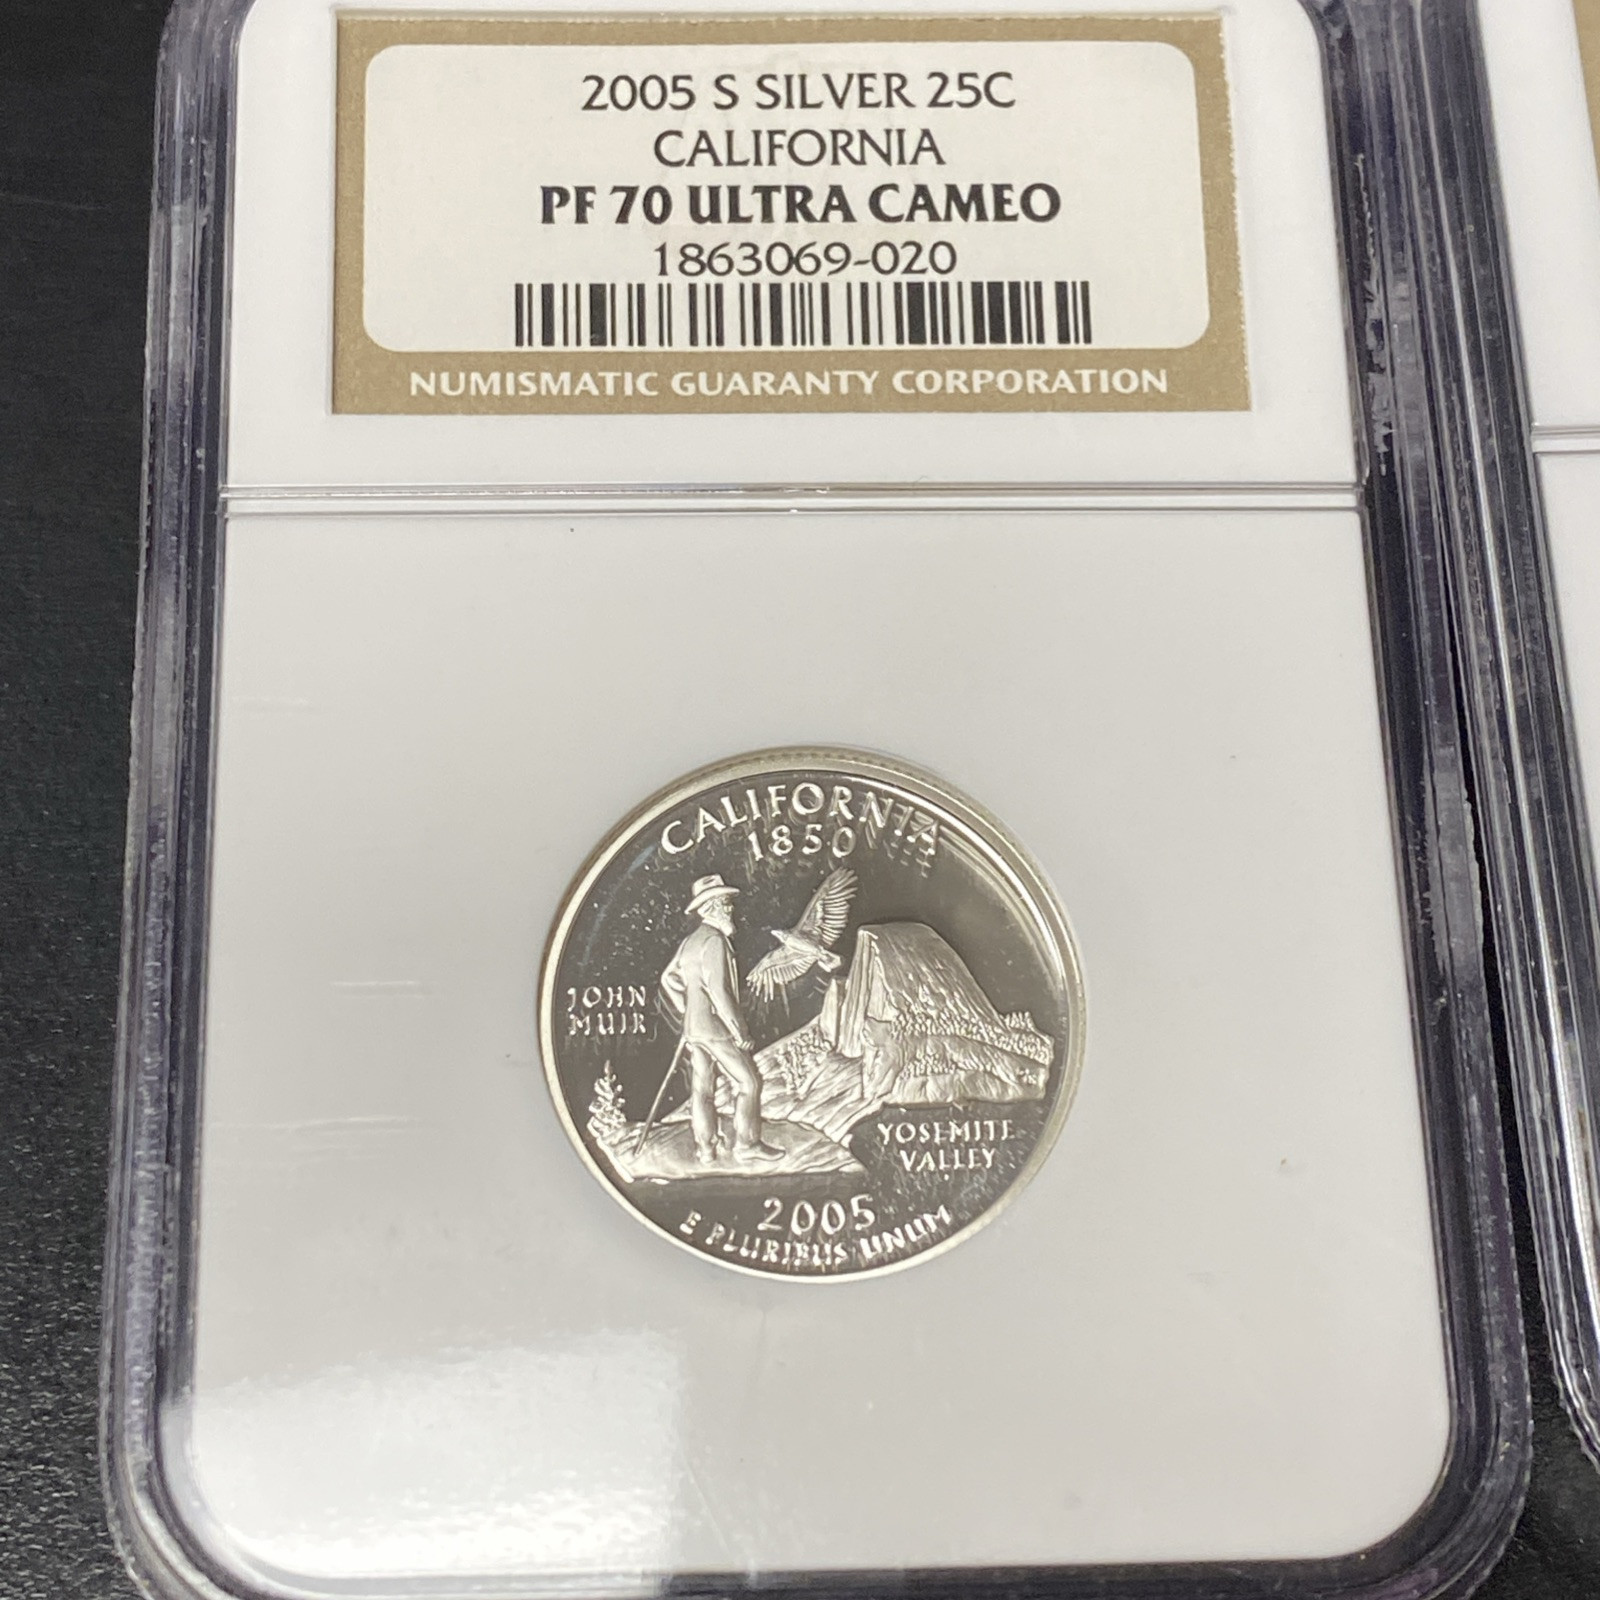 2005 S SILVER 25C
CALIFORNIA
PF 70 ULTRA CAMEO
1863069-020
NUMISMATIC GUARANTY CORPORATION
CALIFORNIA
1850
JOHN
MUIR
YOSEMITE
VALLEY
2005
E PLURIBUS UNUM